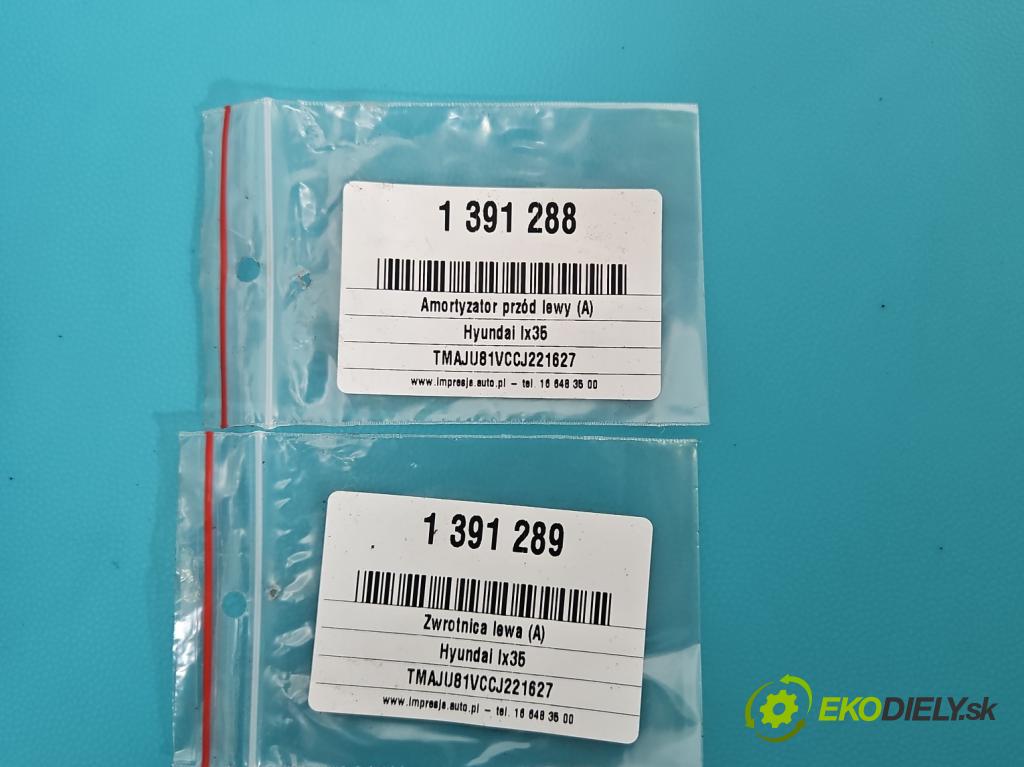 1 391 288
Amortyzator przód lewy (A)
Hyundai Ix35
TMAJU81VCCJ221627
www.impresja.auto.pl - tel. 16 648 35 00
1 391 289
Zwrotnica lewa (A)
Hyundai Ix35
TMAJU81VCCJ221627
www.impresja.auto.pl - tel. 16 648 35 00
EKODIELY.sk